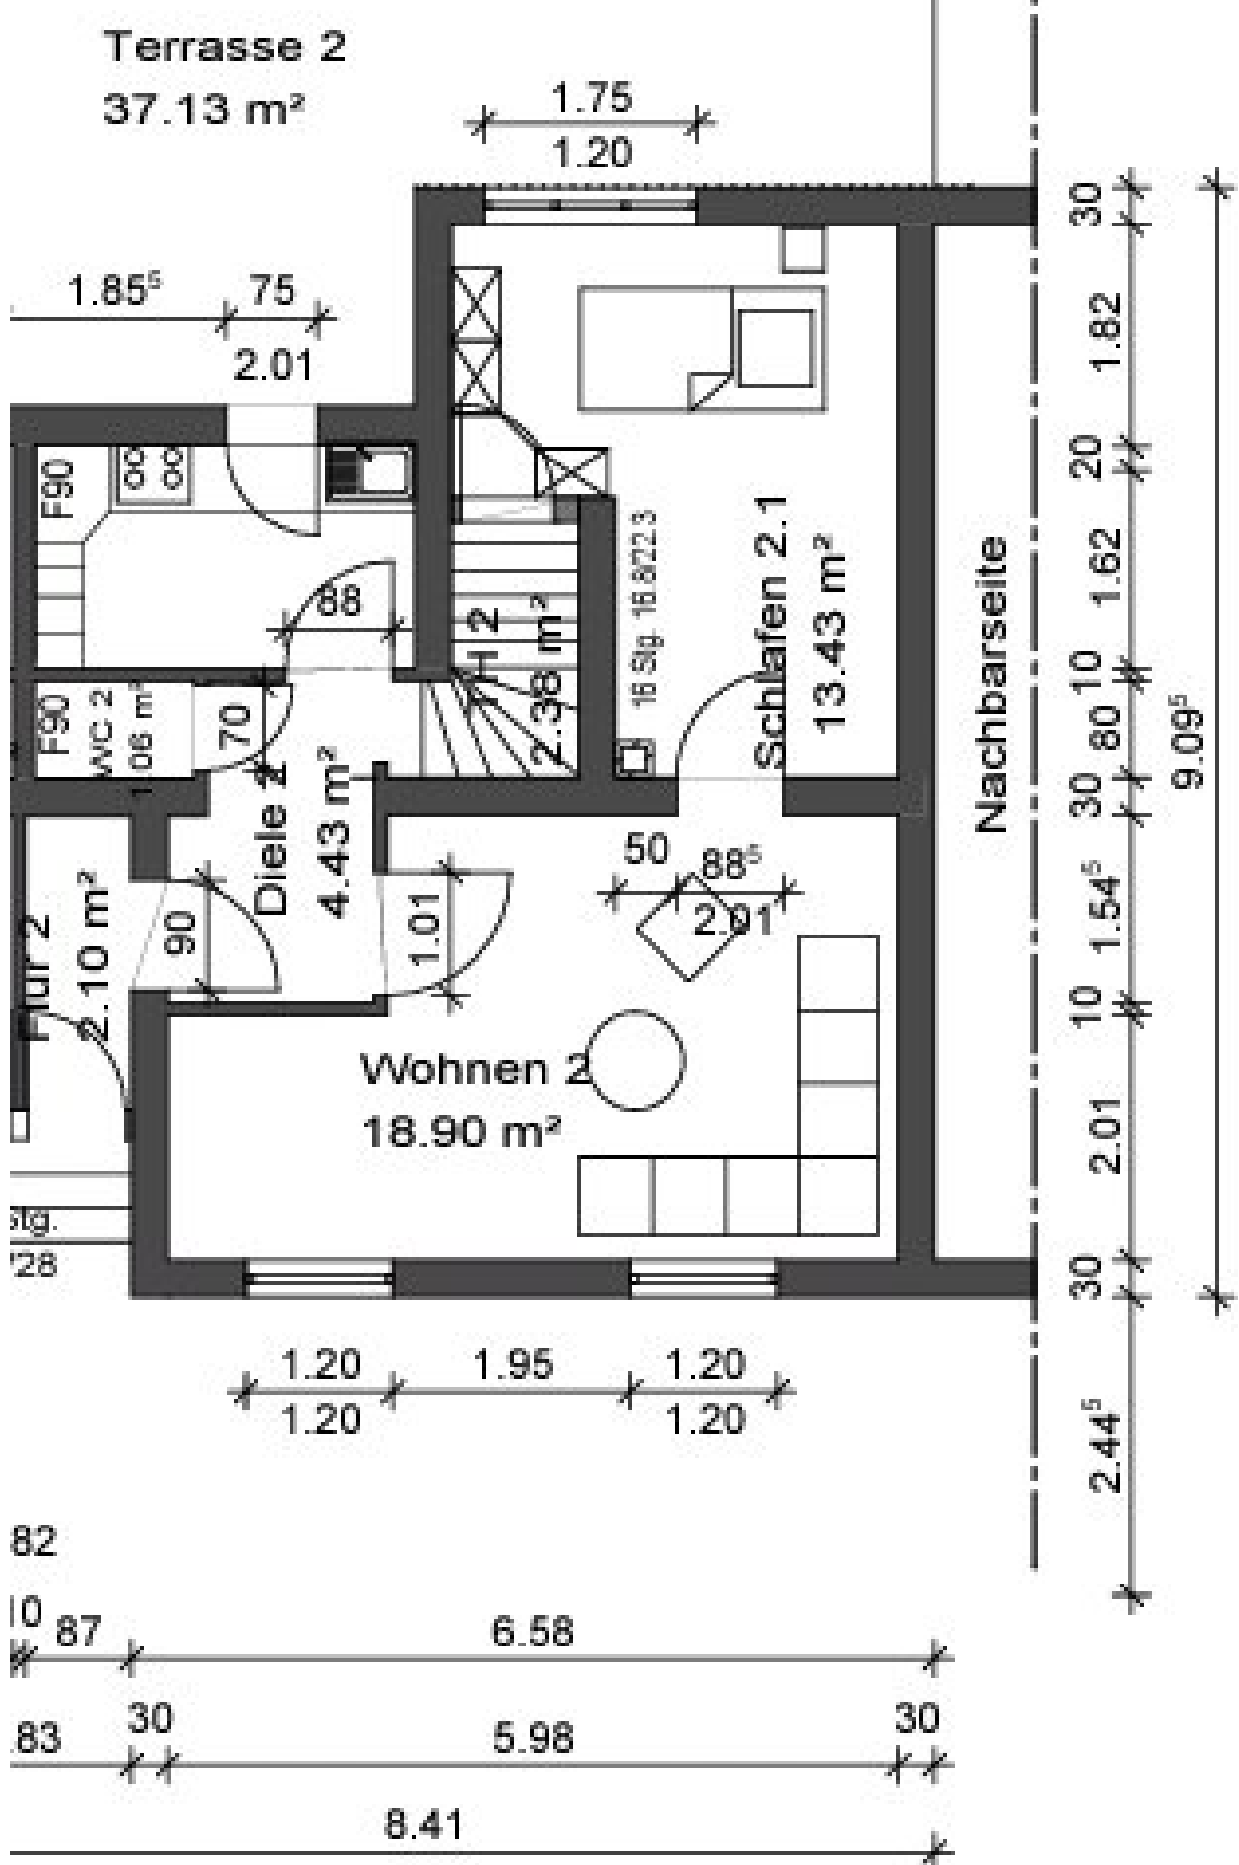 Terrasse 2
37.13 m²
1.75
1.20
1.85⁵
75
2.01
30
1.82
20
1.62
10
80
30
1.54⁵
10
2.01
30
2.44⁵
9.09⁵
F90
88
F90
WC 2
1.06 m²
70
Diele 2
4.43 m²
2.38 m²
16 Stg. 16.8/22.3
Schlafen 2.1
13.43 m²
Nachbarseite
50
88⁵
2.01
1.01
90
Flur 2
2.10 m²
Wohnen 2
18.90 m²
Stg.
1.20
1.95
1.20
1.20
1.20
87
6.58
30
5.98
30
8.41